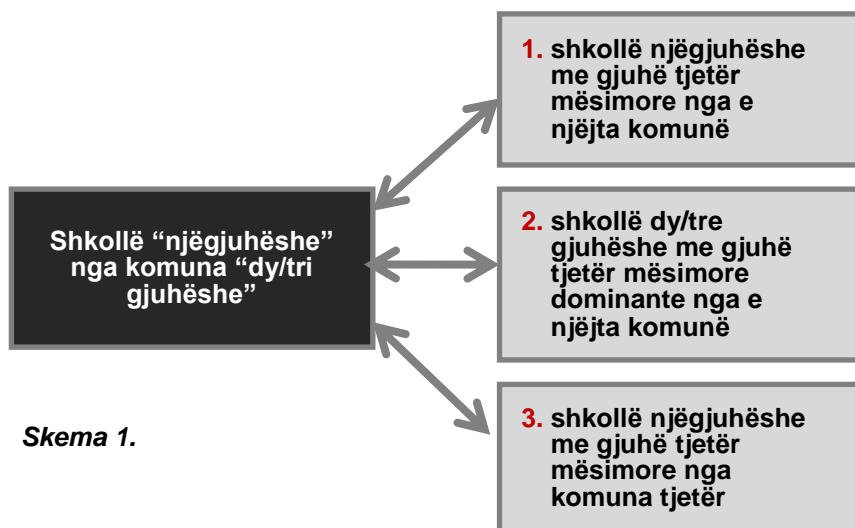 Shkollë “njëgjuhëshe”
nga komuna “dy/tri
gjuhëshe”
1. shkollë njëgjuhëshe
me gjuhë tjetër
mësimore nga e
njëjta komunë
2. shkollë dy/tre
gjuhëshe me gjuhë
tjetër mësimore
dominante nga e
njëjta komunë
3. shkollë njëgjuhëshe
me gjuhë tjetër
mësimore nga
komuna tjetër
Skema 1.